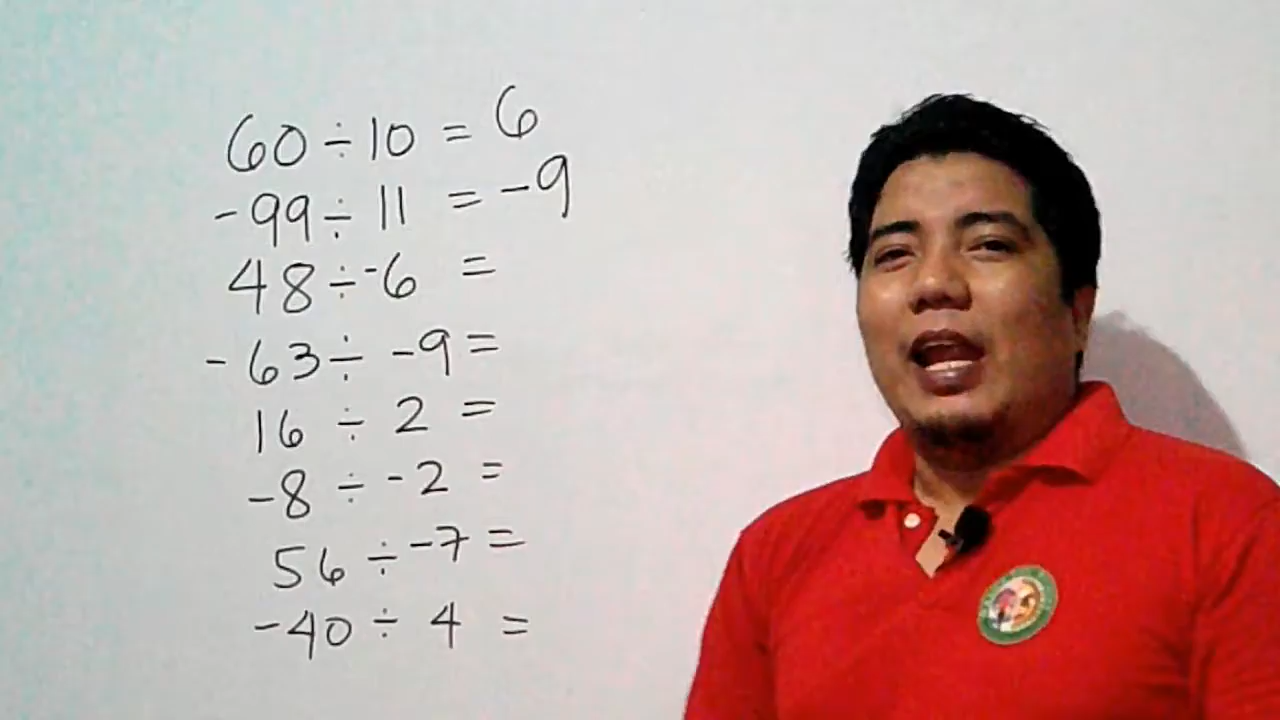 60 ÷ 10 = 6
-99 ÷ 11 = -9
48 ÷ -6 =
-63 ÷ -9 =
16 ÷ 2 =
-8 ÷ -2 =
56 ÷ -7 =
-40 ÷ 4 =